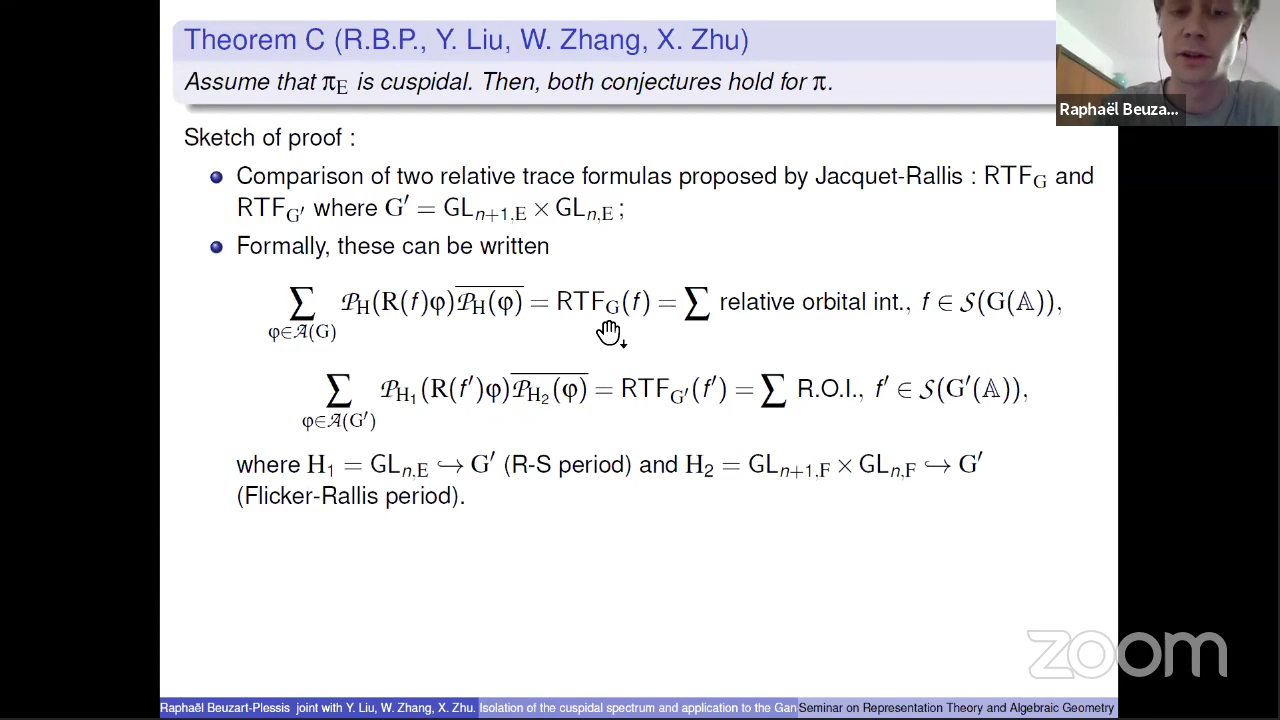 Theorem C (R.B.P., Y. Liu, W. Zhang, X. Zhu)
Assume that π_E is cuspidal. Then, both conjectures hold for π.
Raphaël Beuza...
Sketch of proof :
Comparison of two relative trace formulas proposed by Jacquet-Rallis : RTF_G and
RTF_{G′} where G′ = GL_{n+1,E} × GL_{n,E} ;
Formally, these can be written
∑_{φ∈𝒜(G)} 𝒫_H(R(f)φ)\overline{𝒫_H(φ)} = RTF_G(f) = ∑ relative orbital int., f ∈ 𝒮(G(𝔸)),
∑_{φ∈𝒜(G′)} 𝒫_{H_1}(R(f′)φ)\overline{𝒫_{H_2}(φ)} = RTF_{G′}(f′) = ∑ R.O.I., f′ ∈ 𝒮(G′(𝔸)),
where H_1 = GL_{n,E} ↪ G′ (R-S period) and H_2 = GL_{n+1,F} × GL_{n,F} ↪ G′
(Flicker-Rallis period).
zoom
Raphaël Beuzart-Plessis joint with Y. Liu, W. Zhang, X. Zhu. Isolation of the cuspidal spectrum and application to the Gan Seminar on Representation Theory and Algebraic Geometry